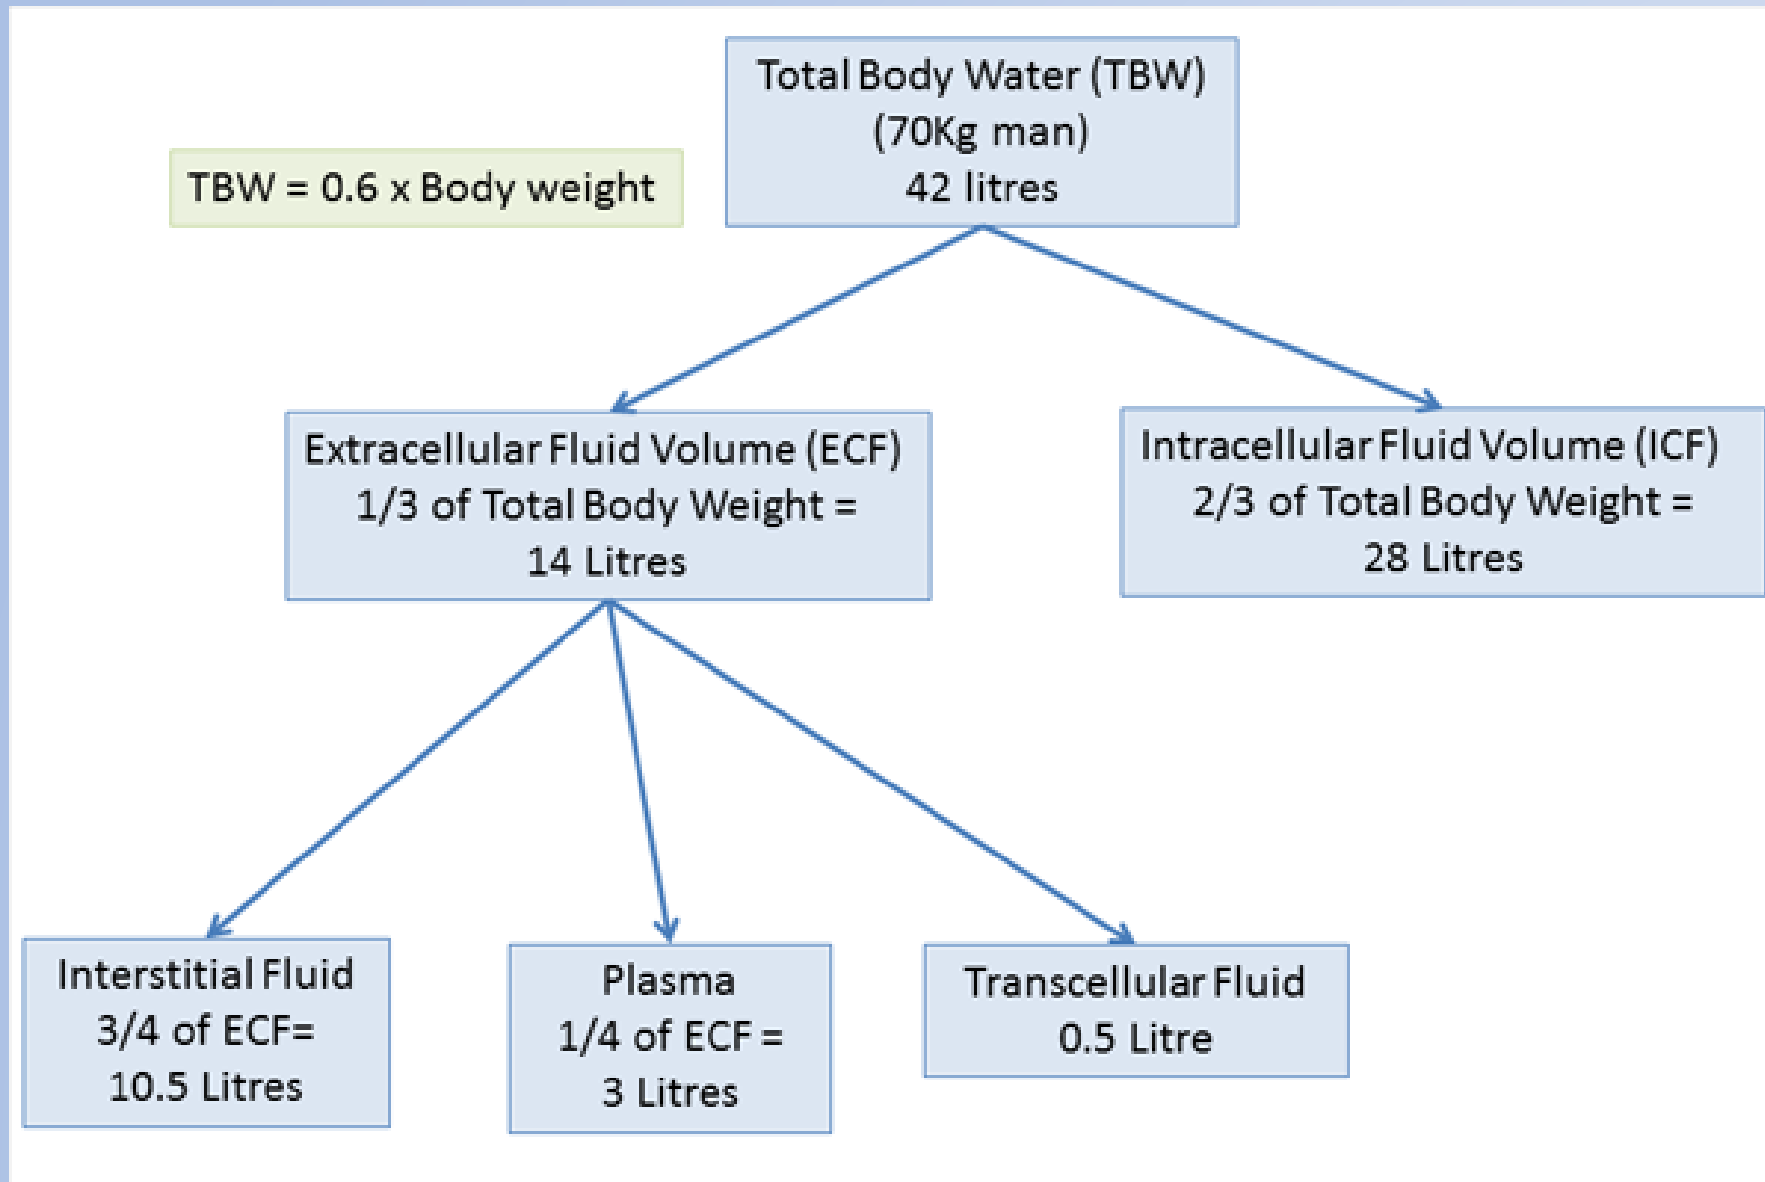 Total Body Water (TBW)
(70Kg man)
42 litres
TBW = 0.6 x Body weight
Extracellular Fluid Volume (ECF)
1/3 of Total Body Weight =
14 Litres
Intracellular Fluid Volume (ICF)
2/3 of Total Body Weight =
28 Litres
Interstitial Fluid
3/4 of ECF=
10.5 Litres
Plasma
1/4 of ECF =
3 Litres
Transcellular Fluid
0.5 Litre